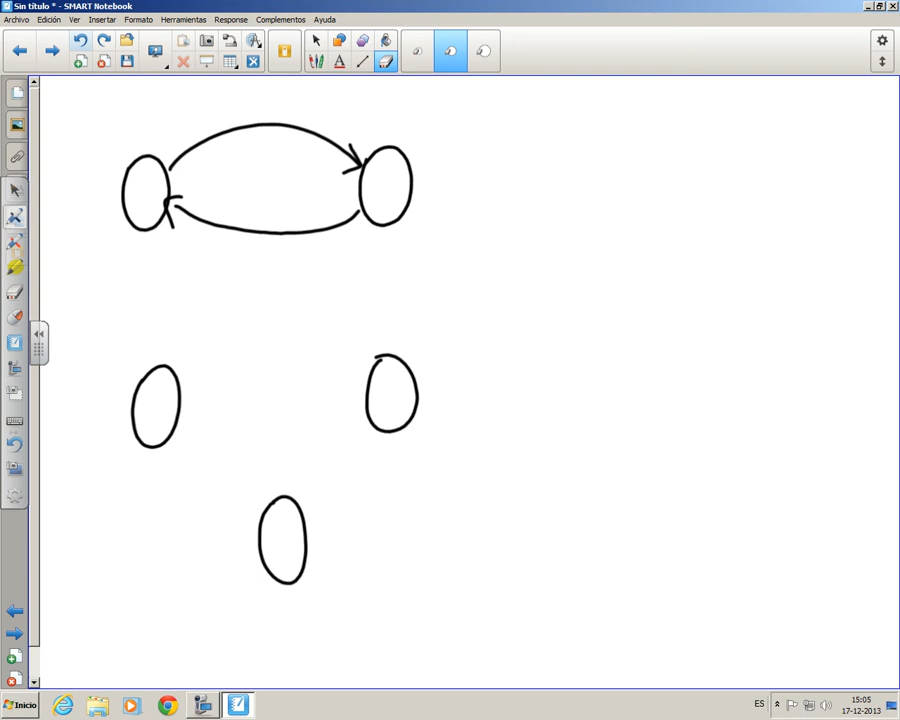 Sin título * - SMART Notebook
Archivo Edición Ver Insertar Formato Herramientas Response Complementos Ayuda
A
Inicio
ES
15:05
17-12-2013